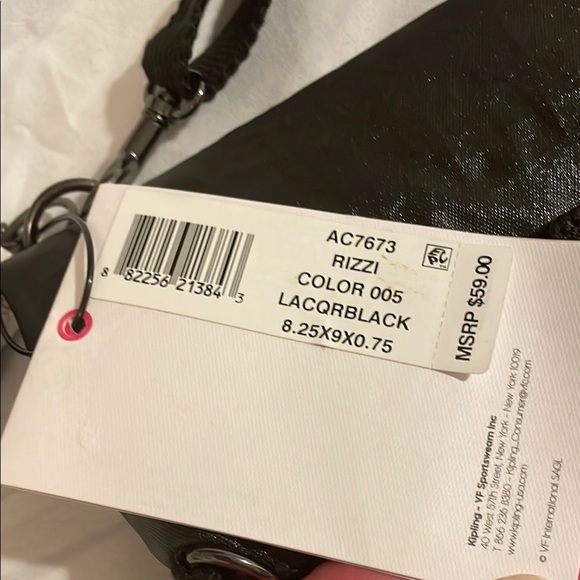 AC7673
RIZZI
COLOR 005
LACQRBLACK
8.25X9X0.75
MSRP $59.00
8 82256 21384 3
Kipling - VF Sportswear Inc
40 West 57th Street, New York - New York 10019
T 866 236 8380 - Kipling_Consumer@vfc.com
www.kipling-usa.com
© VF International SAGL